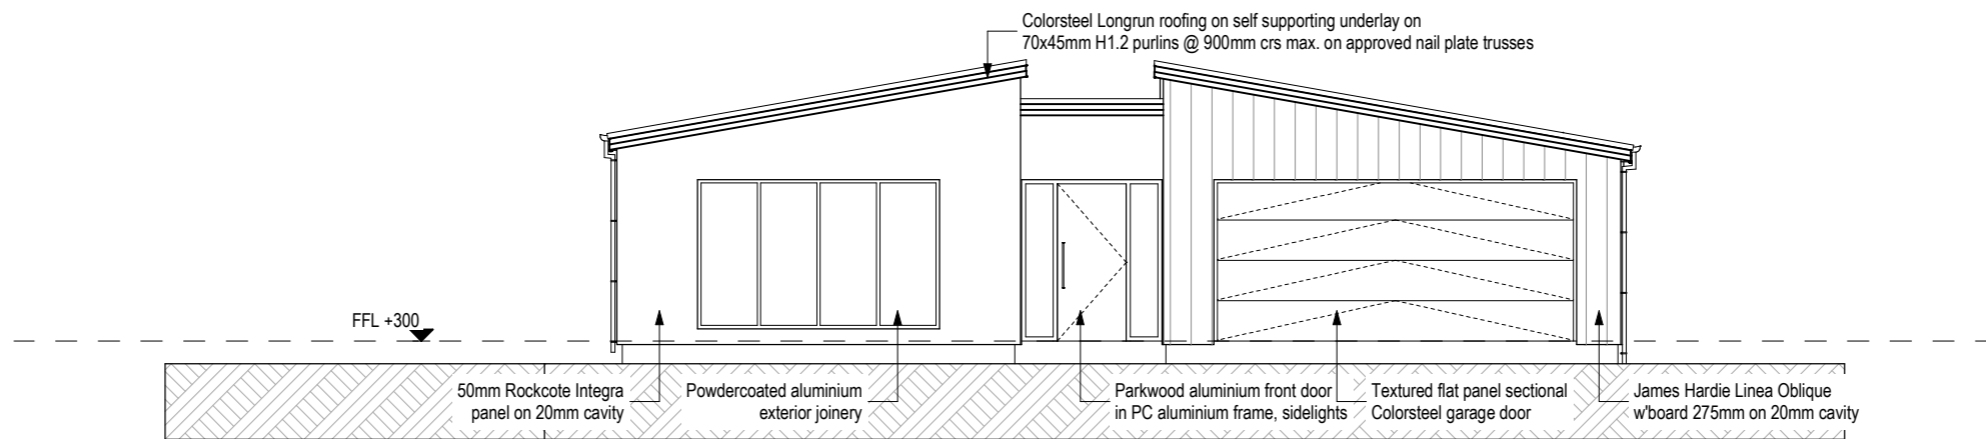 Colorsteel Longrun roofing on self supporting underlay on
70x45mm H1.2 purlins @ 900mm crs max. on approved nail plate trusses
FFL +300
50mm Rockcote Integra
panel on 20mm cavity
Powdercoated aluminium
exterior joinery
Parkwood aluminium front door
in PC aluminium frame, sidelights
Textured flat panel sectional
Colorsteel garage door
James Hardie Linea Oblique
w'board 275mm on 20mm cavity